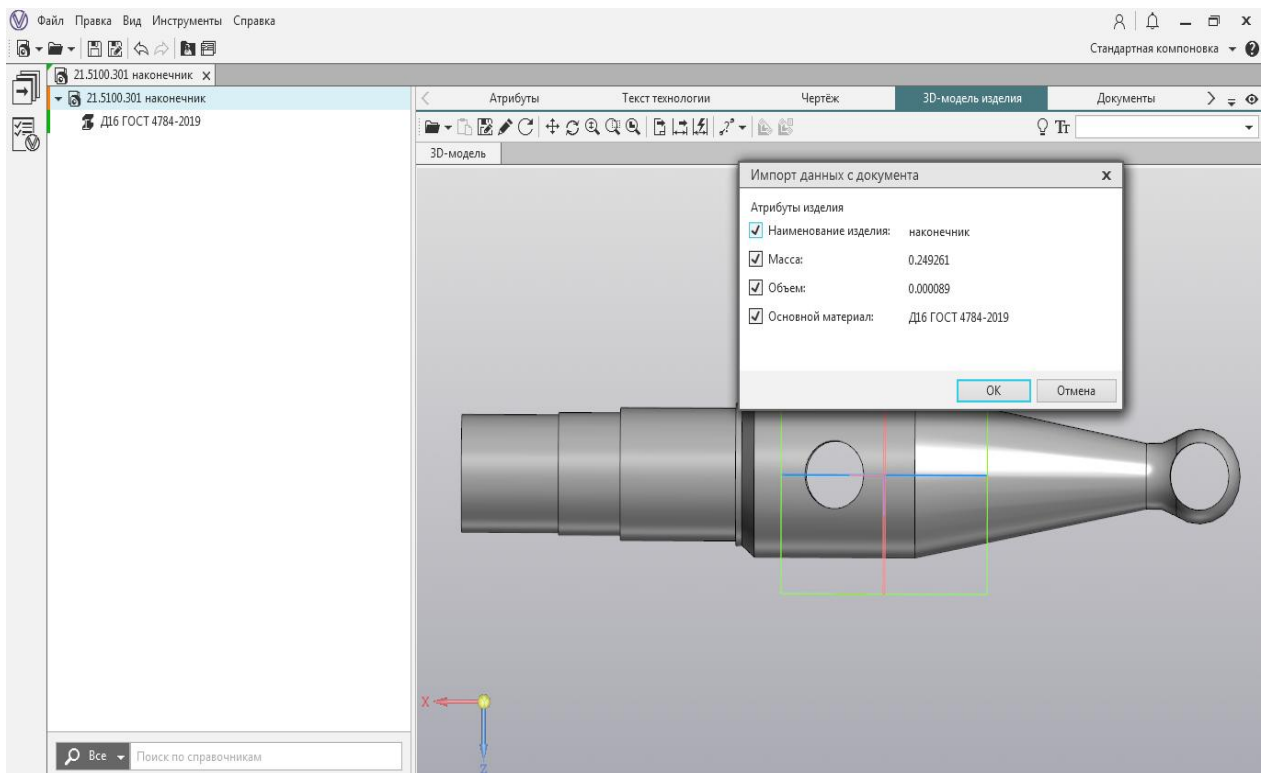 Файл Правка Вид Инструменты Справка
Стандартная компоновка
21.5100.301 наконечник x
21.5100.301 наконечник
Д16 ГОСТ 4784-2019
Атрибуты Текст технологии Чертёж 3D-модель изделия Документы
Тт
3D-модель
Импорт данных с документа x
Атрибуты изделия
Наименование изделия: наконечник
Масса: 0.249261
Объем: 0.000089
Основной материал: Д16 ГОСТ 4784-2019
ОК Отмена
X
Z
Все Поиск по справочникам